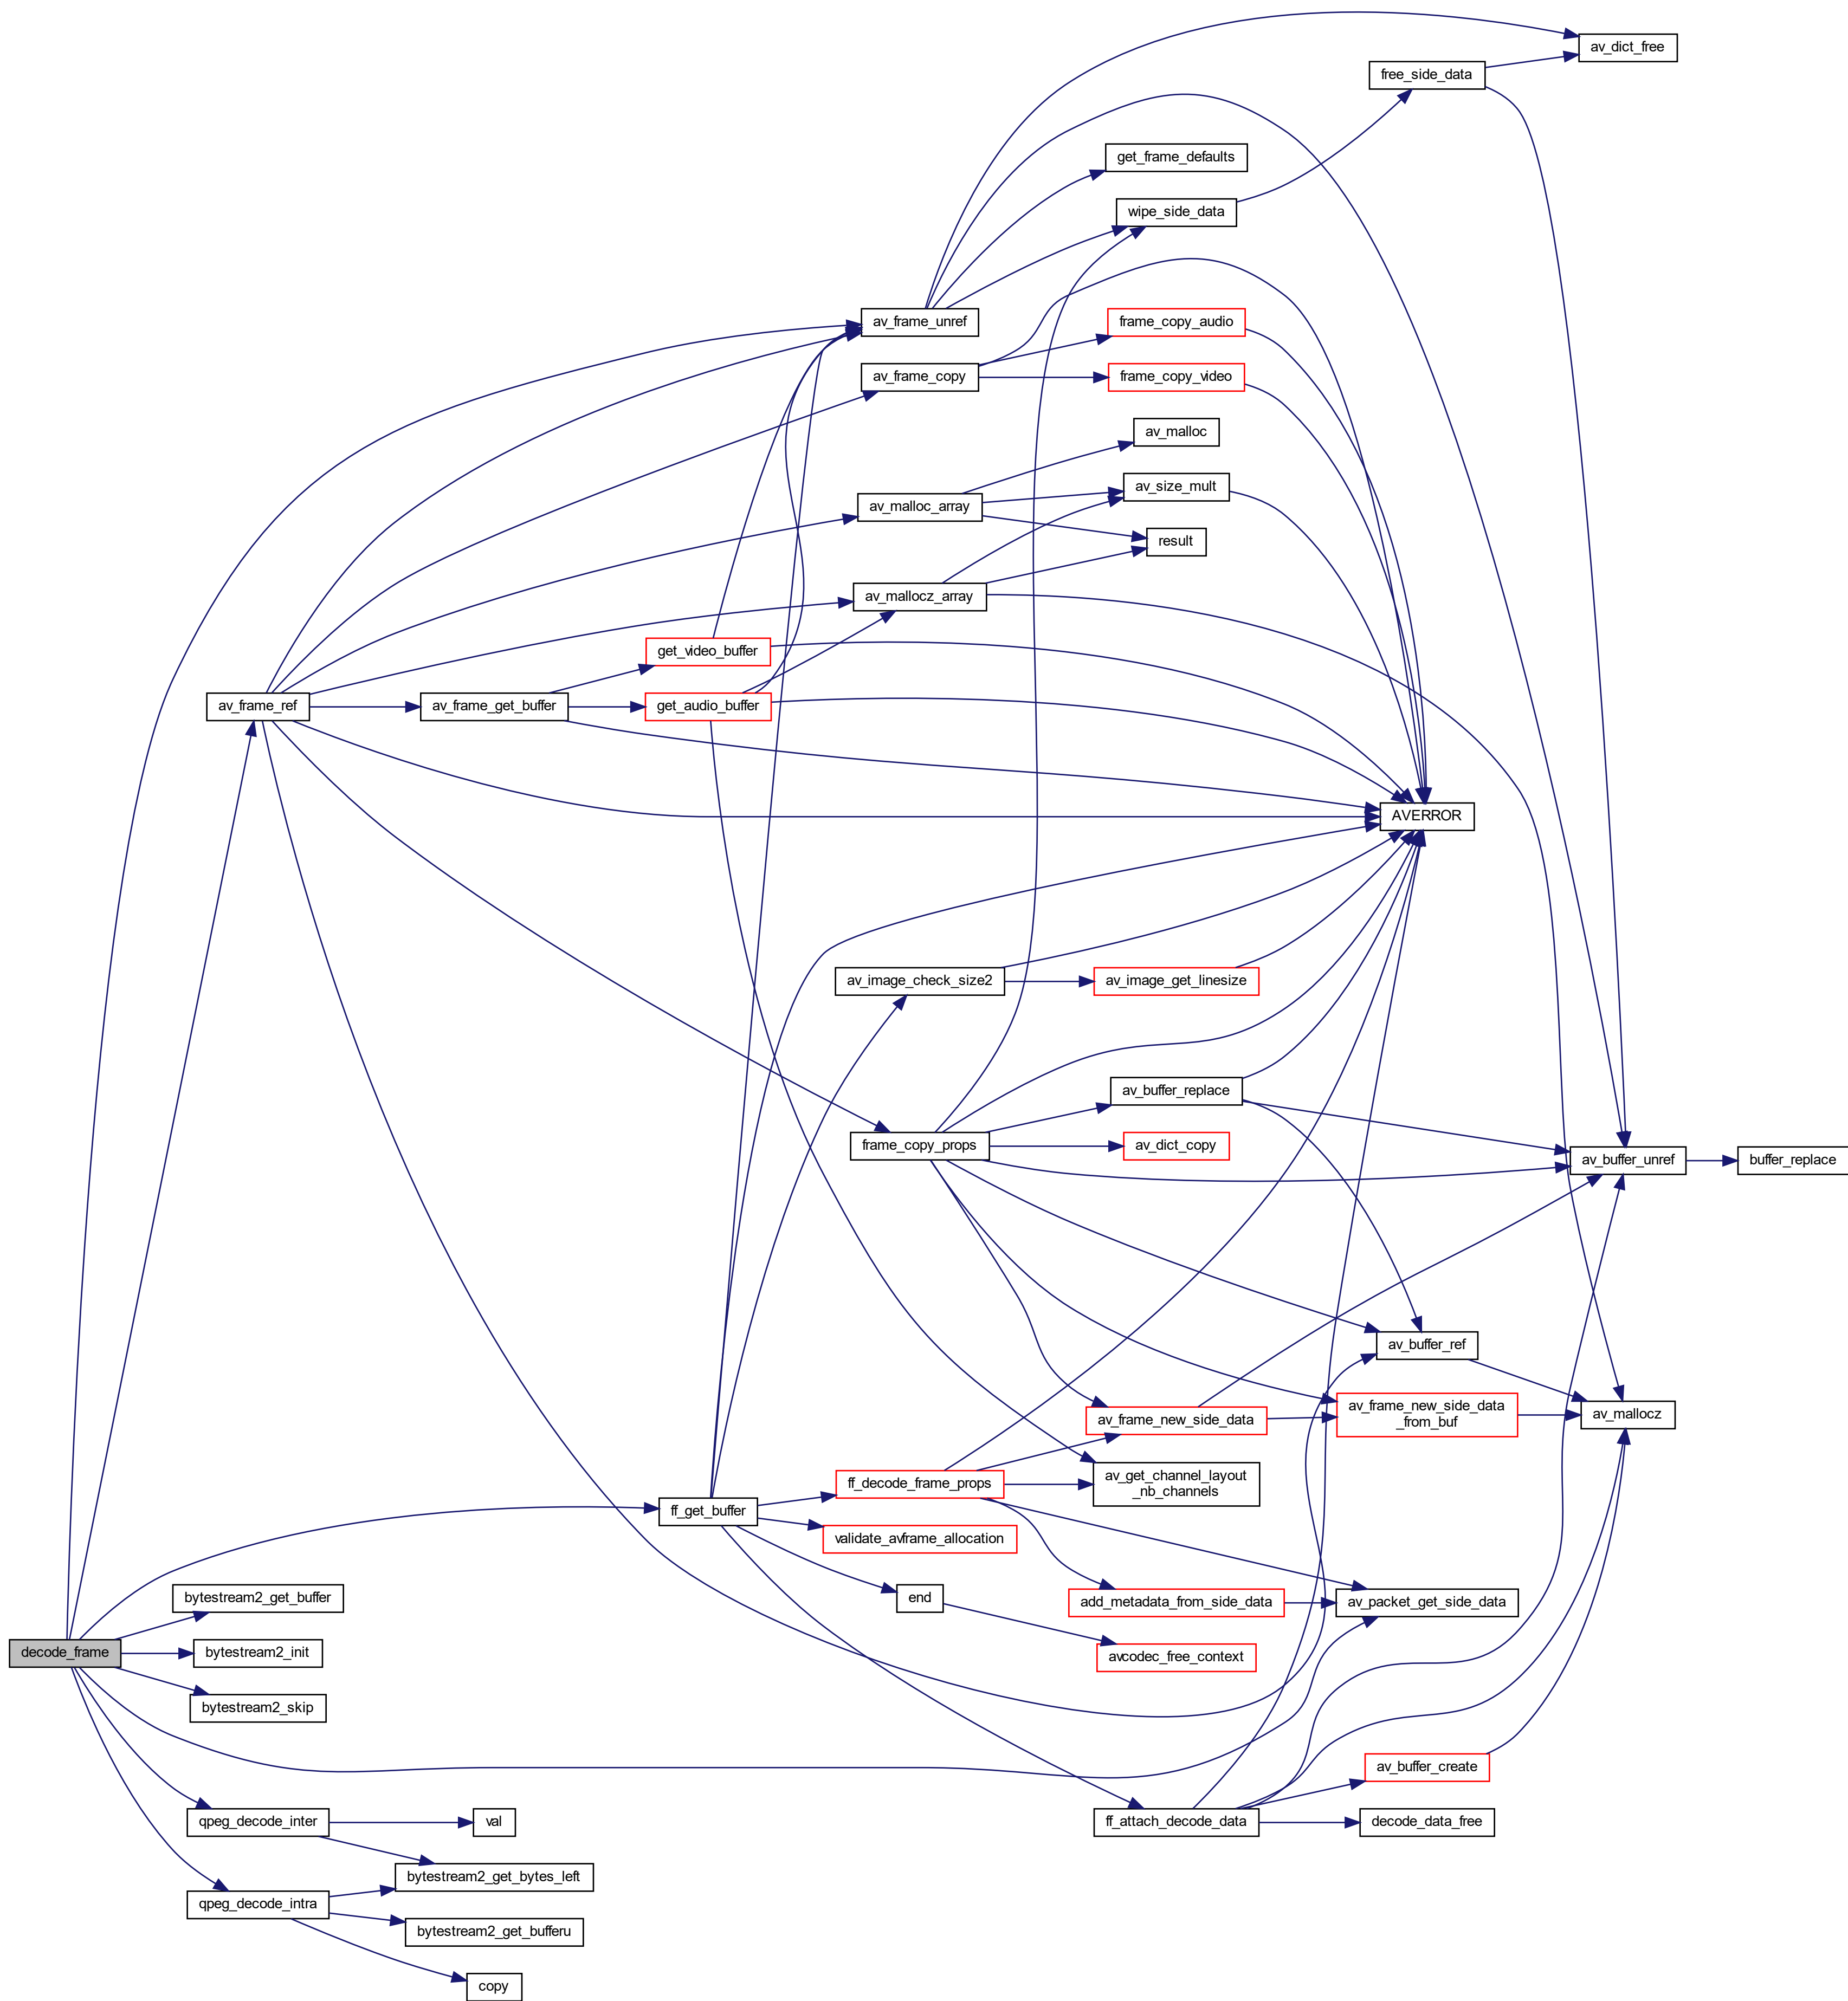 av_dict_free
free_side_data
get_frame_defaults
wipe_side_data
av_frame_unref
frame_copy_audio
av_frame_copy
frame_copy_video
av_malloc
av_size_mult
av_malloc_array
result
av_mallocz_array
get_video_buffer
av_frame_ref
av_frame_get_buffer
get_audio_buffer
AVERROR
av_image_check_size2
av_image_get_linesize
av_buffer_replace
frame_copy_props
av_dict_copy
av_buffer_unref
buffer_replace
av_buffer_ref
av_frame_new_side_data
av_frame_new_side_data
_from_buf
av_mallocz
ff_decode_frame_props
av_get_channel_layout
_nb_channels
ff_get_buffer
validate_avframe_allocation
bytestream2_get_buffer
end
add_metadata_from_side_data
av_packet_get_side_data
decode_frame
bytestream2_init
avcodec_free_context
bytestream2_skip
av_buffer_create
qpeg_decode_inter
val
ff_attach_decode_data
decode_data_free
bytestream2_get_bytes_left
qpeg_decode_intra
bytestream2_get_bufferu
copy